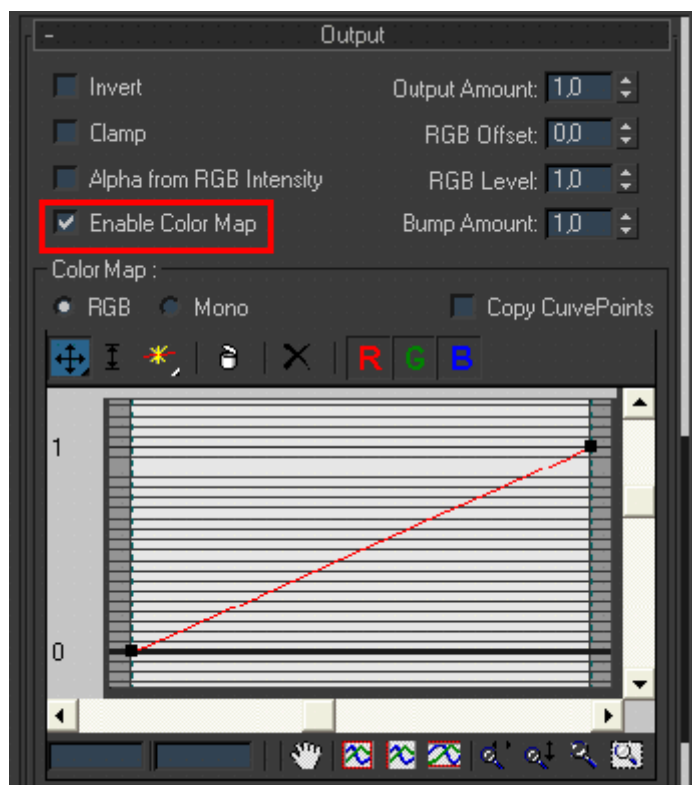 - Output
Invert Output Amount: 1,0
Clamp RGB Offset: 0,0
Alpha from RGB Intensity RGB Level: 1,0
Enable Color Map Bump Amount: 1,0
Color Map :
RGB Mono Copy CurvePoints
R G B
1
0